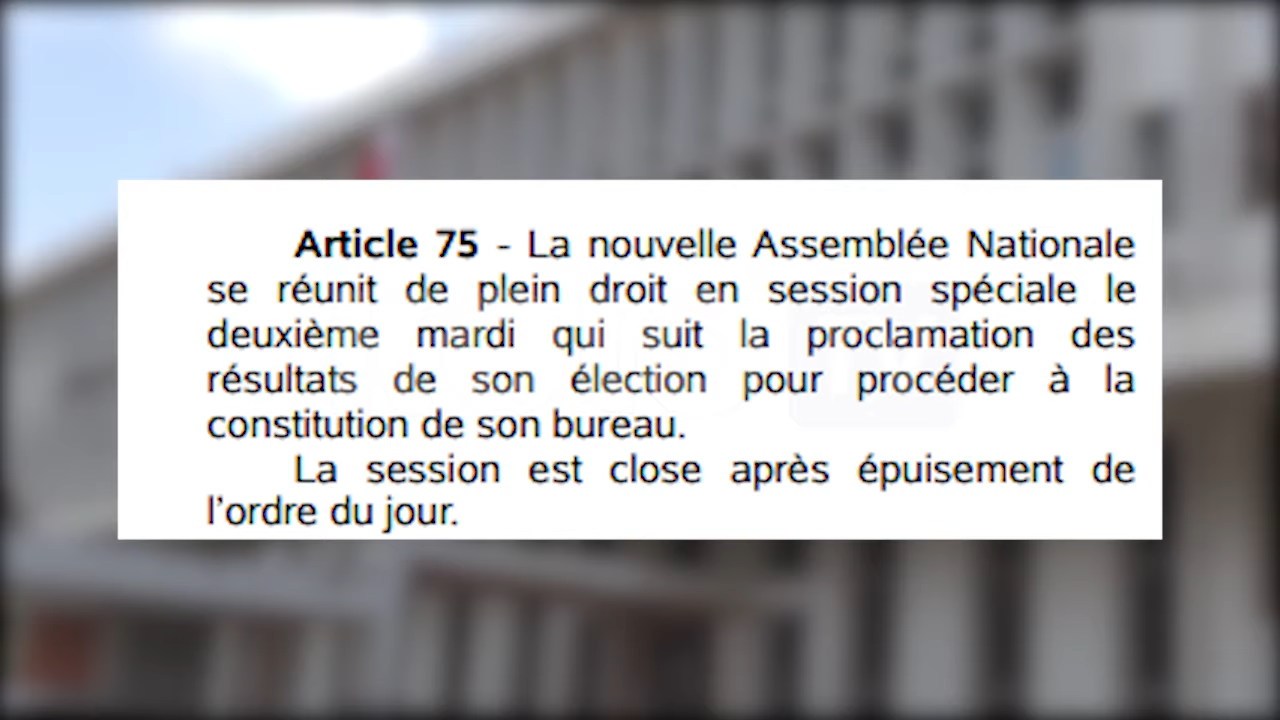 Article 75 - La nouvelle Assemblée Nationale
se réunit de plein droit en session spéciale le
deuxième mardi qui suit la proclamation des
résultats de son élection pour procéder à la
constitution de son bureau.
La session est close après épuisement de
l’ordre du jour.